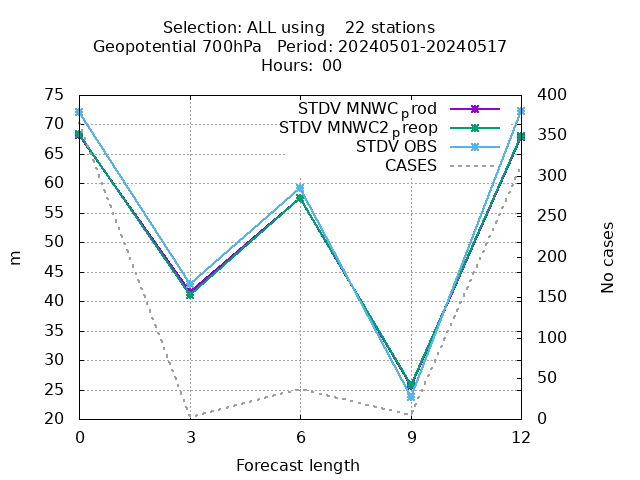 Selection: ALL using    22 stations
Geopotential 700hPa   Period: 20240501-20240517
Hours: 00
STDV MNWCprod
STDV MNWC2preop
STDV OBS
CASES
75
70
65
60
55
50
45
40
35
30
25
20
400
350
300
250
200
150
100
50
0
m
No cases
0 3 6 9 12
Forecast length